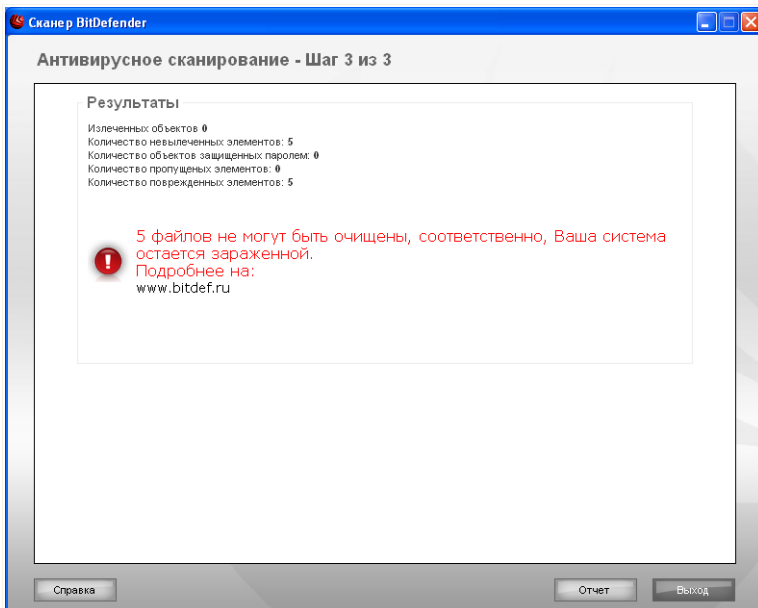 Сканер BitDefender
Антивирусное сканирование - Шаг 3 из 3
Результаты
Излеченных объектов 0
Количество невылеченных элементов: 5
Количество объектов защищенных паролем: 0
Количество пропущеных элементов: 0
Количество поврежденных элементов: 5
5 файлов не могут быть очищены, соответственно, Ваша система
остается зараженной.
Подробнее на:
www.bitdef.ru
Справка
Отчет
Выход